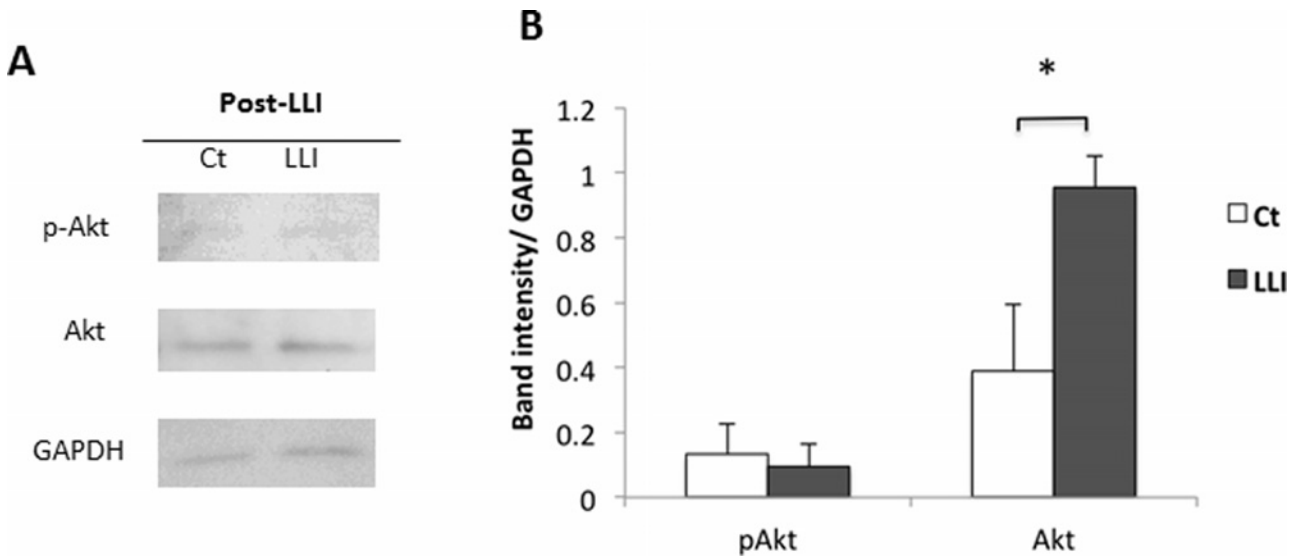 A
Post-LLI
Ct LLI
p-Akt
Akt
GAPDH
B
*
Band intensity/ GAPDH
1.2
1
0.8
0.6
0.4
0.2
0
pAkt Akt
Ct
LLI